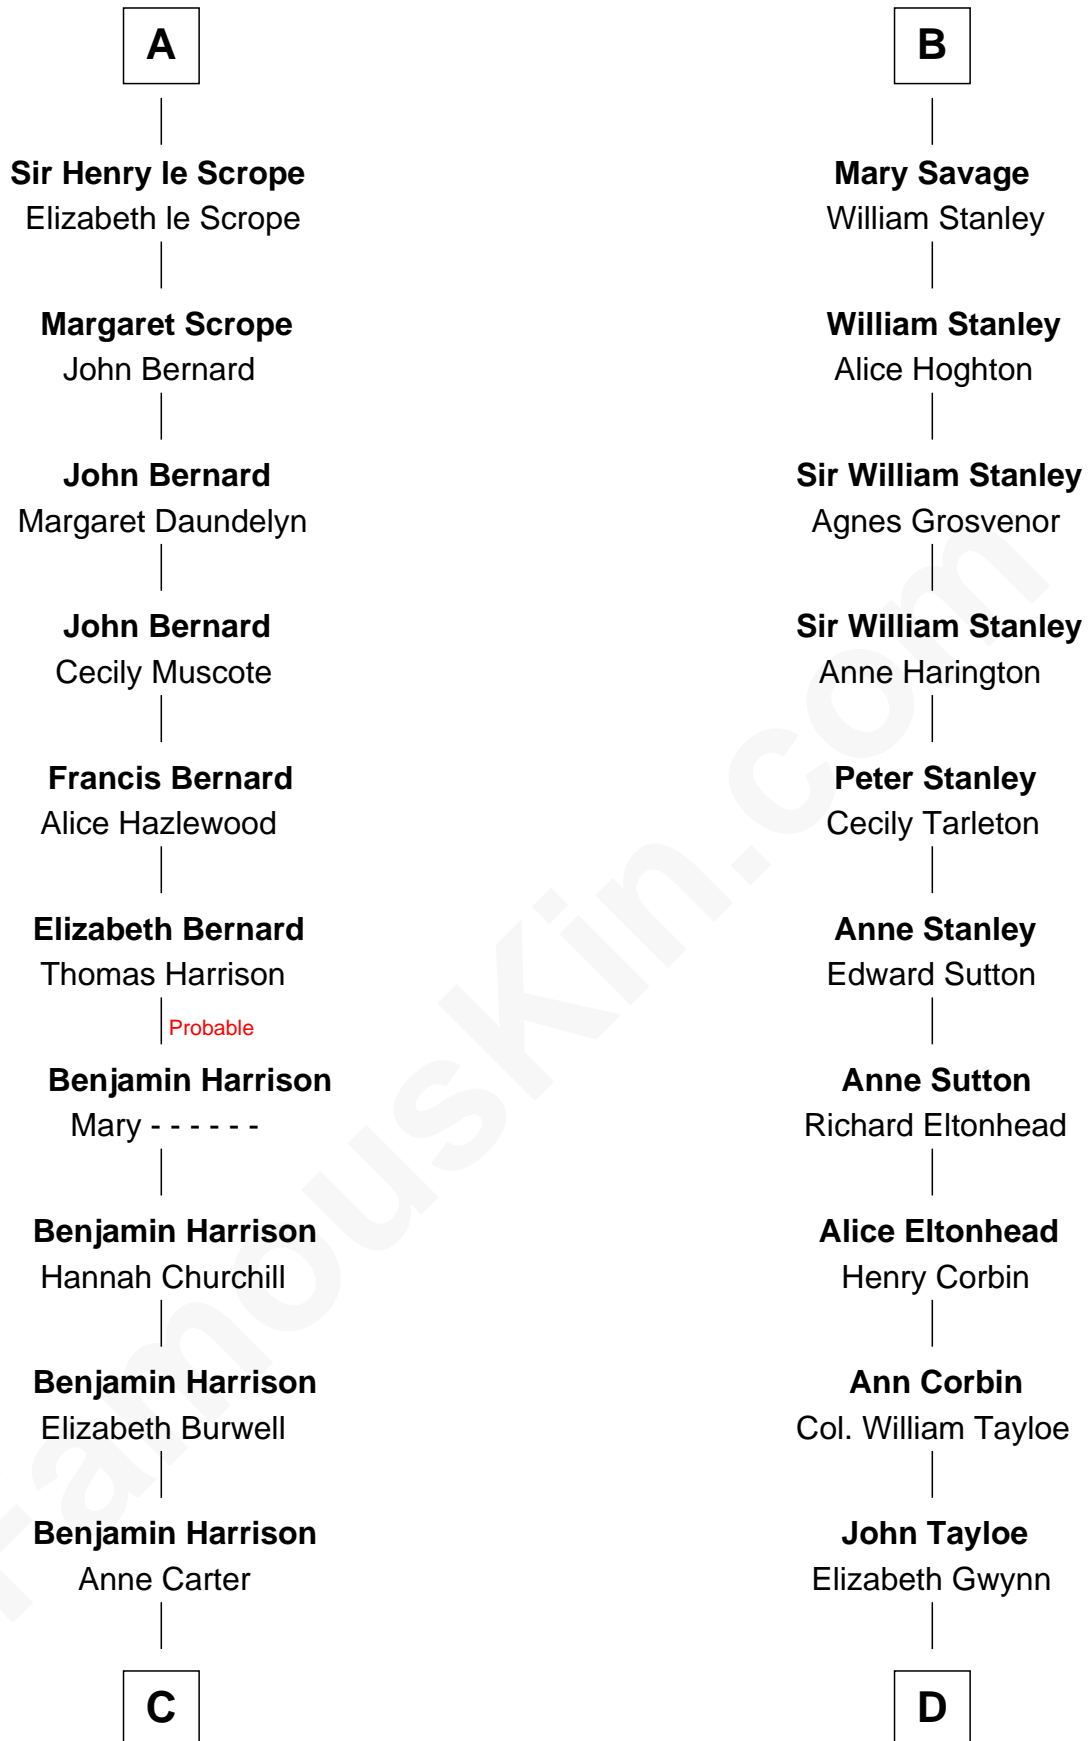 A
Sir Henry le Scrope
Elizabeth le Scrope
Margaret Scrope
John Bernard
John Bernard
Margaret Daundelyn
John Bernard
Cecily Muscote
Francis Bernard
Alice Hazlewood
Elizabeth Bernard
Thomas Harrison
Probable
Benjamin Harrison
Mary - - - - - -
Benjamin Harrison
Hannah Churchill
Benjamin Harrison
Elizabeth Burwell
Benjamin Harrison
Anne Carter
C
B
Mary Savage
William Stanley
William Stanley
Alice Hoghton
Sir William Stanley
Agnes Grosvenor
Sir William Stanley
Anne Harington
Peter Stanley
Cecily Tarleton
Anne Stanley
Edward Sutton
Anne Sutton
Richard Eltonhead
Alice Eltonhead
Henry Corbin
Ann Corbin
Col. William Tayloe
John Tayloe
Elizabeth Gwynn
D
FamousKin.com